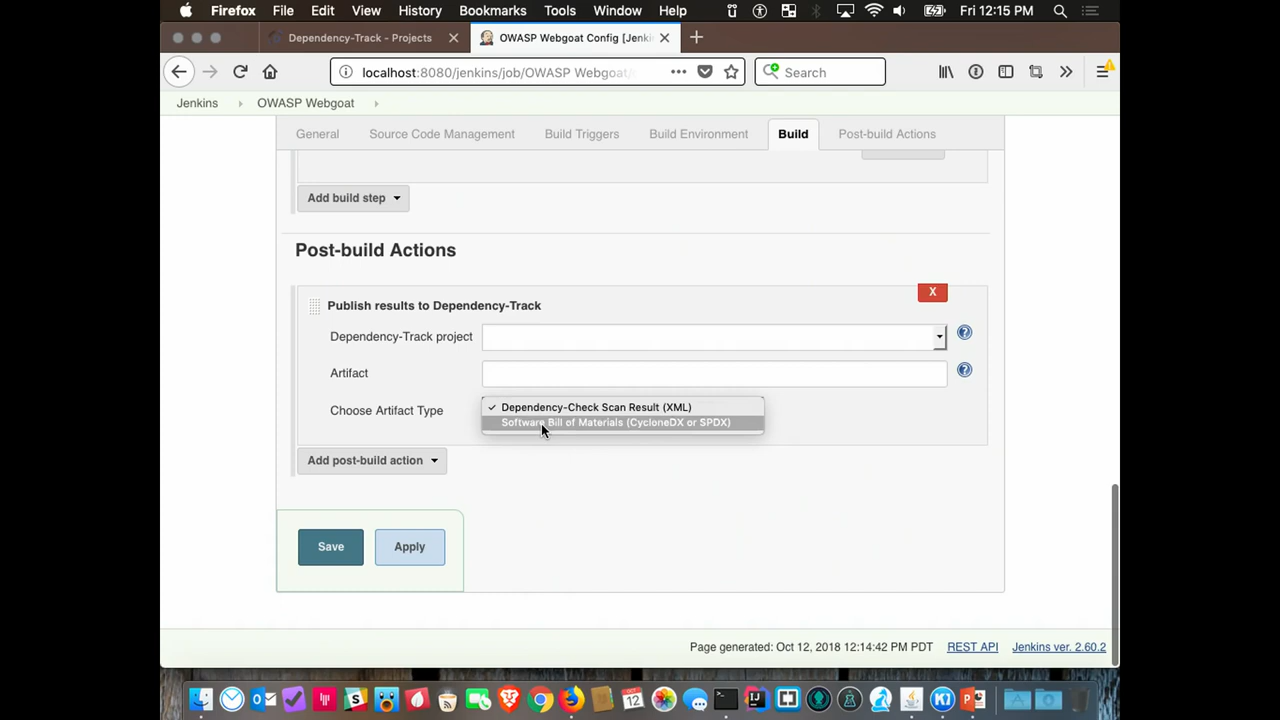 Firefox File Edit View History Bookmarks Tools Window Help Fri 12:15 PM
Dependency-Track - Projects OWASP Webgoat Config [Jenki
localhost:8080/jenkins/job/OWASP Webgoat/ Search
Jenkins OWASP Webgoat
General Source Code Management Build Triggers Build Environment Build Post-build Actions
Add build step
Post-build Actions
X
Publish results to Dependency-Track
Dependency-Track project
Artifact
Choose Artifact Type
✓ Dependency-Check Scan Result (XML)
Software Bill of Materials (CycloneDX or SPDX)
Add post-build action
Save Apply
Page generated: Oct 12, 2018 12:14:42 PM PDT REST API Jenkins ver. 2.60.2